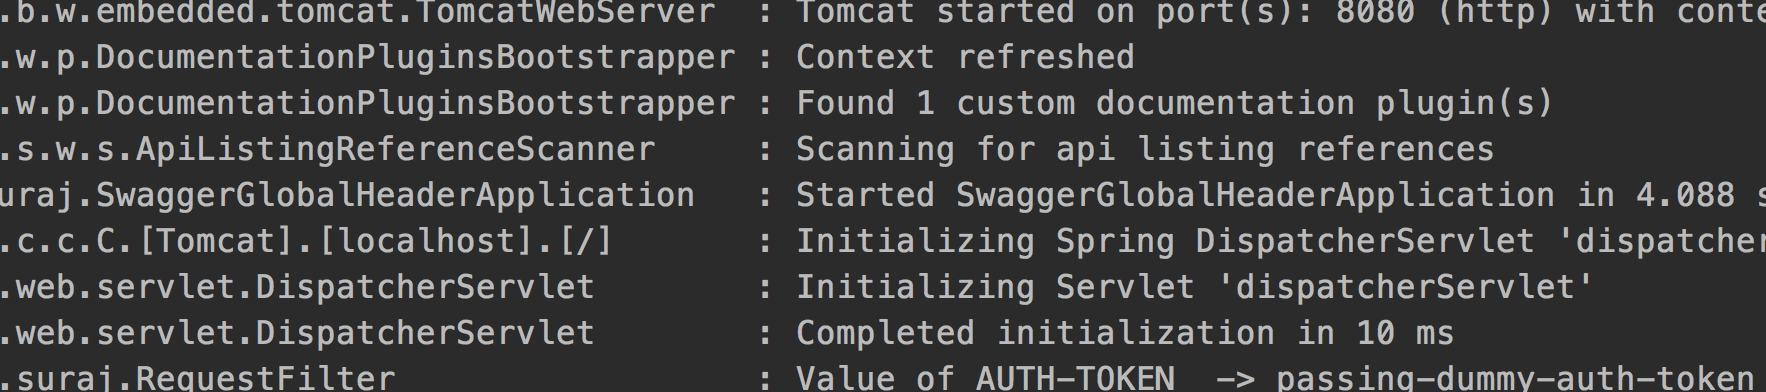 .b.w.embedded.tomcat.TomcatWebServer : Tomcat started on port(s): 8080 (http) with conte
.w.p.DocumentationPluginsBootstrapper : Context refreshed
.w.p.DocumentationPluginsBootstrapper : Found 1 custom documentation plugin(s)
.s.w.s.ApiListingReferenceScanner : Scanning for api listing references
uraj.SwaggerGlobalHeaderApplication : Started SwaggerGlobalHeaderApplication in 4.088 s
.c.c.C.[Tomcat].[localhost].[/] : Initializing Spring DispatcherServlet 'dispatcher
.web.servlet.DispatcherServlet : Initializing Servlet 'dispatcherServlet'
.web.servlet.DispatcherServlet : Completed initialization in 10 ms
.suraj.RequestFilter : Value of AUTH-TOKEN -> passing-dummy-auth-token